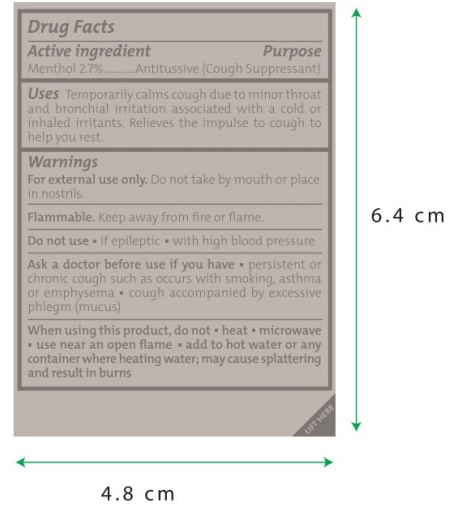 Drug Facts
Active ingredient Purpose
Menthol 2.7%..........Antitussive (Cough Suppressant)
Uses Temporarily calms cough due to minor throat
and bronchial irritation associated with a cold or
inhaled irritants. Relieves the impulse to cough to
help you rest.
Warnings
For external use only. Do not take by mouth or place
in nostrils.
Flammable. Keep away from fire or flame.
Do not use • if epileptic • with high blood pressure
Ask a doctor before use if you have • persistent or
chronic cough such as occurs with smoking, asthma
or emphysema • cough accompanied by excessive
phlegm (mucus)
When using this product, do not • heat • microwave
• use near an open flame • add to hot water or any
container where heating water; may cause splattering
and result in burns
LIFT HERE
6.4 cm
4.8 cm